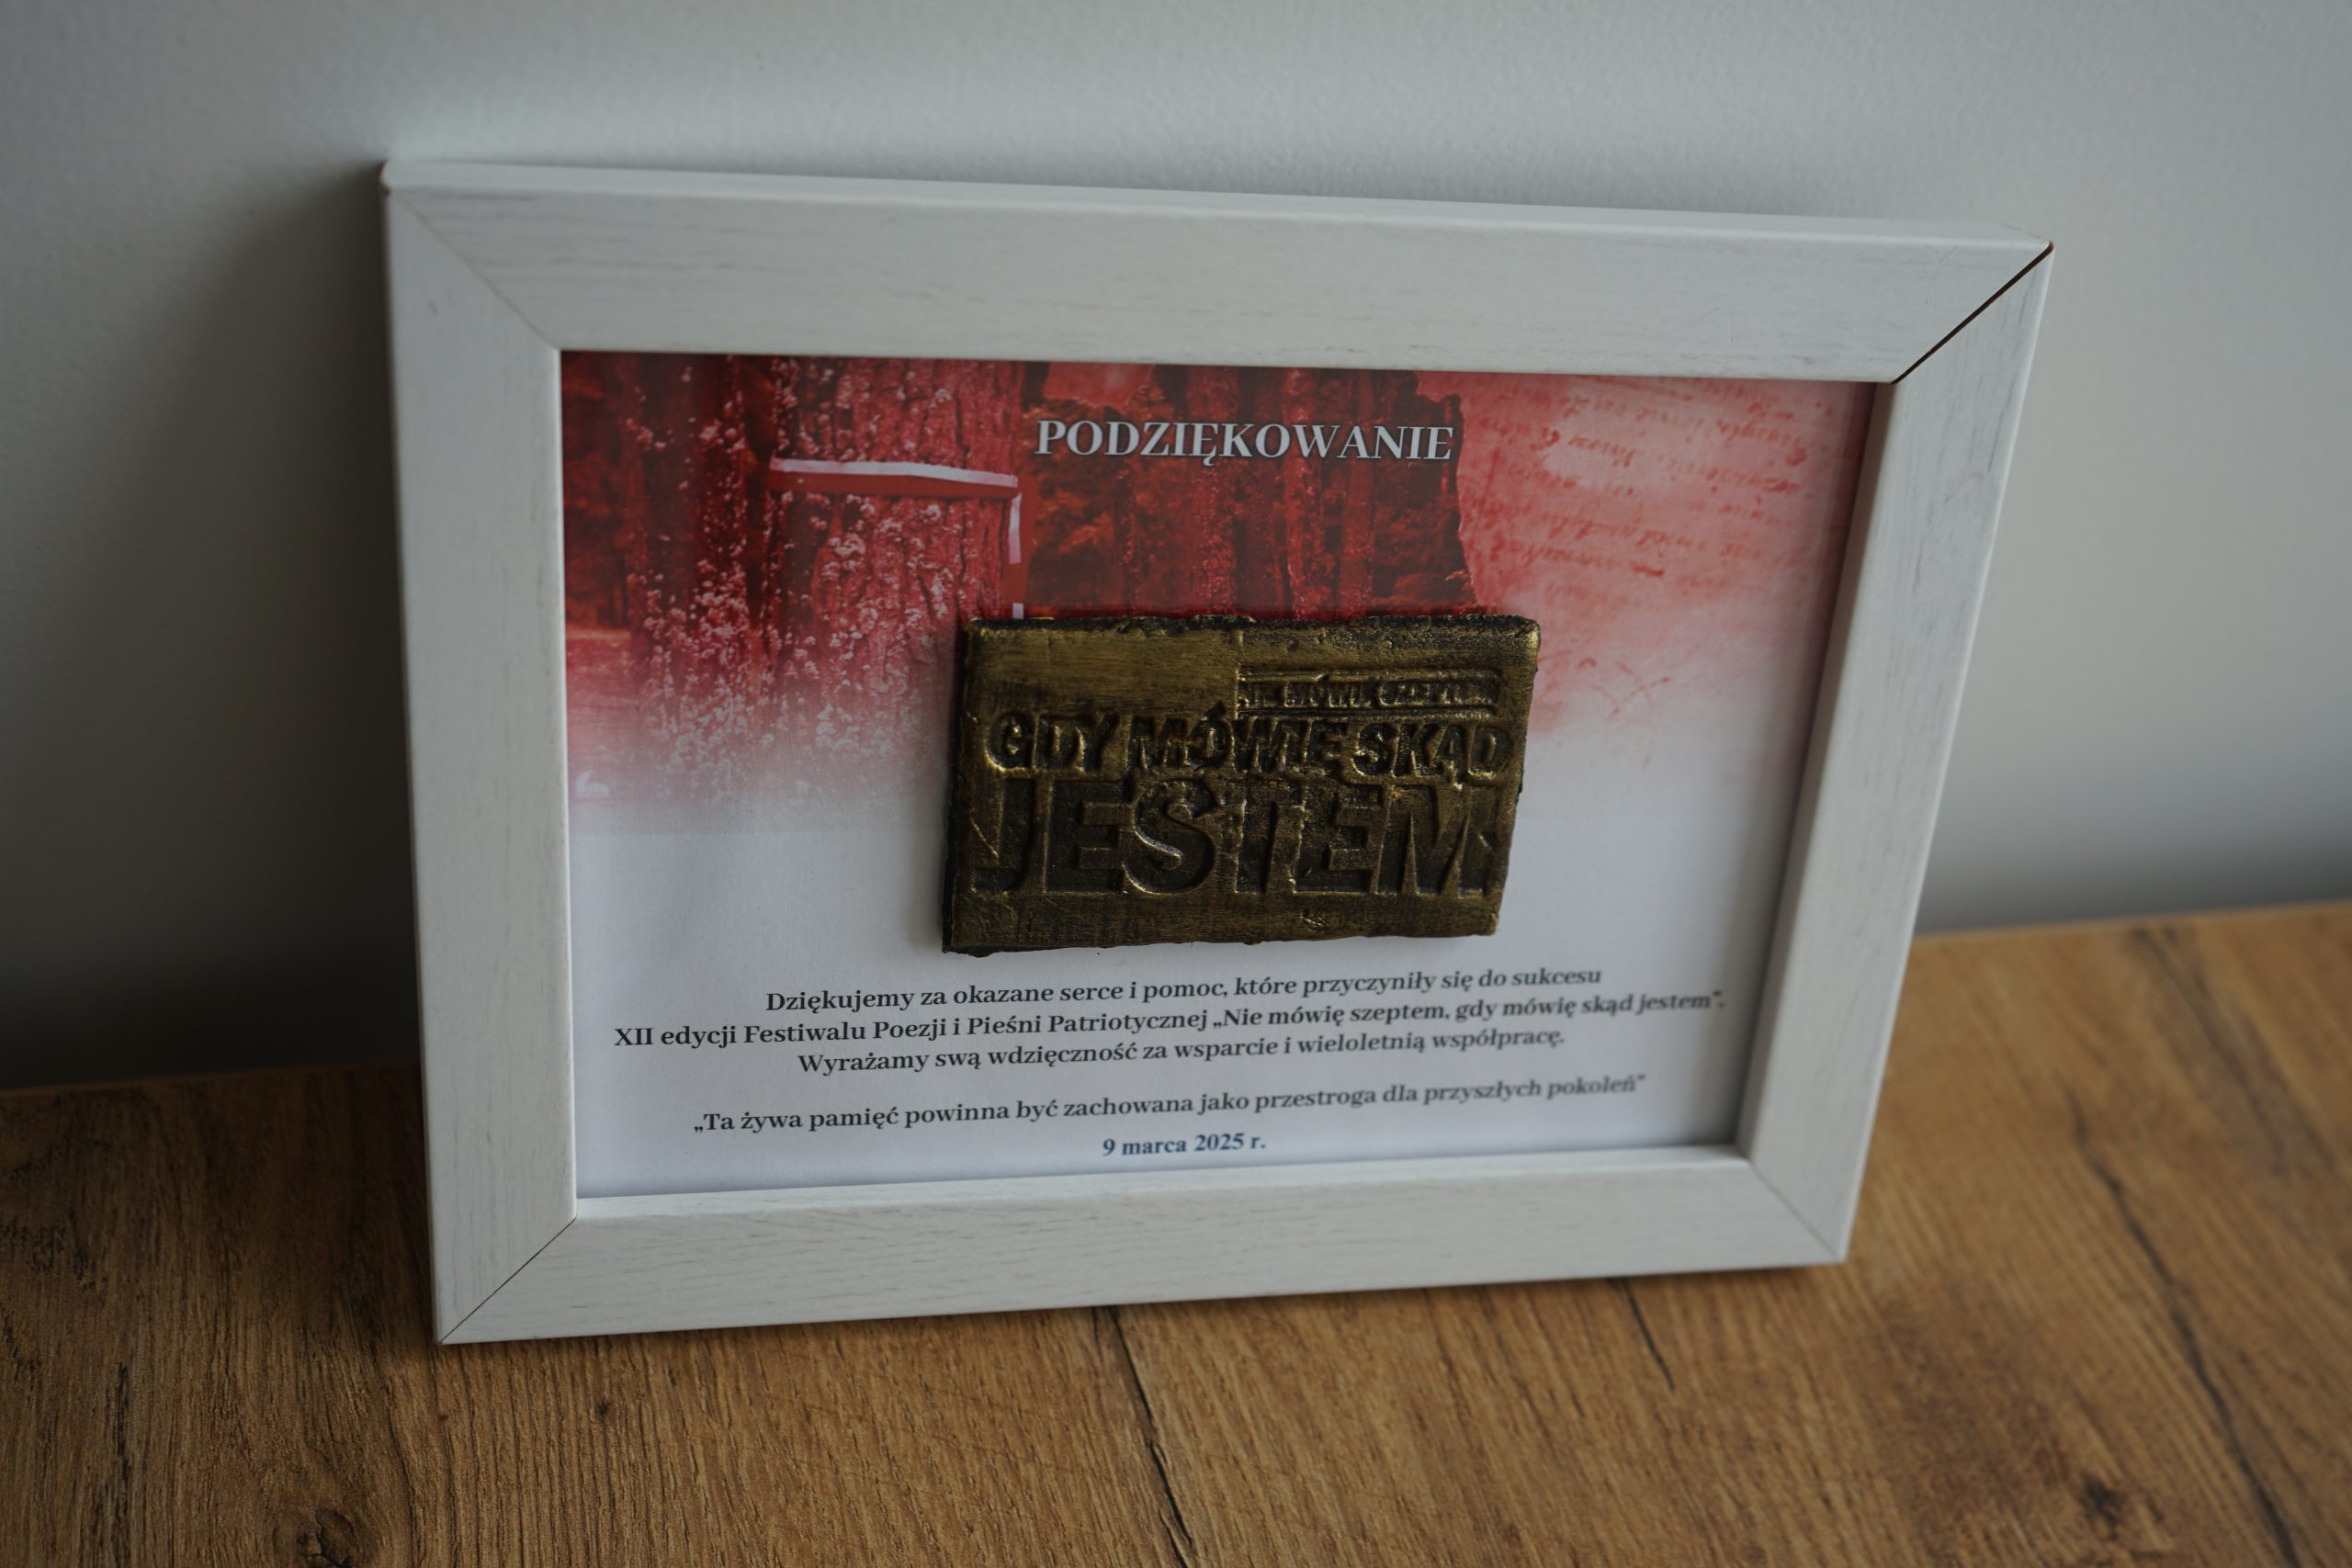 PODZIĘKOWANIE
NIE MÓWIĘ SZEPTEM
GDY MÓWIE SKĄD
JESTEM
Dziękujemy za okazane serce i pomoc, które przyczyniły się do sukcesu
XII edycji Festiwalu Poezji i Pieśni Patriotycznej „Nie mówię szeptem, gdy mówię skąd jestem”.
Wyrażamy swą wdzięczność za wsparcie i wieloletnią współpracę.
„Ta żywa pamięć powinna być zachowana jako przestroga dla przyszłych pokoleń”
9 marca 2025 r.